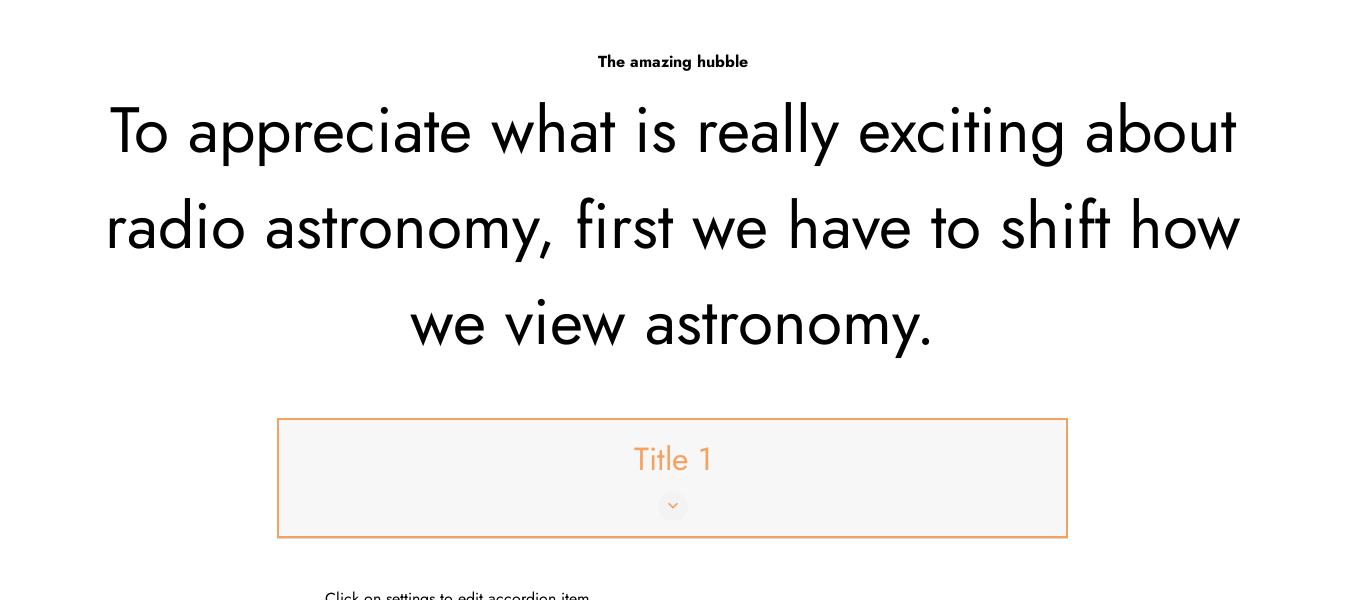 The amazing hubble
To appreciate what is really exciting about
radio astronomy, first we have to shift how
we view astronomy.
Title 1
Click on settings to edit accordion item